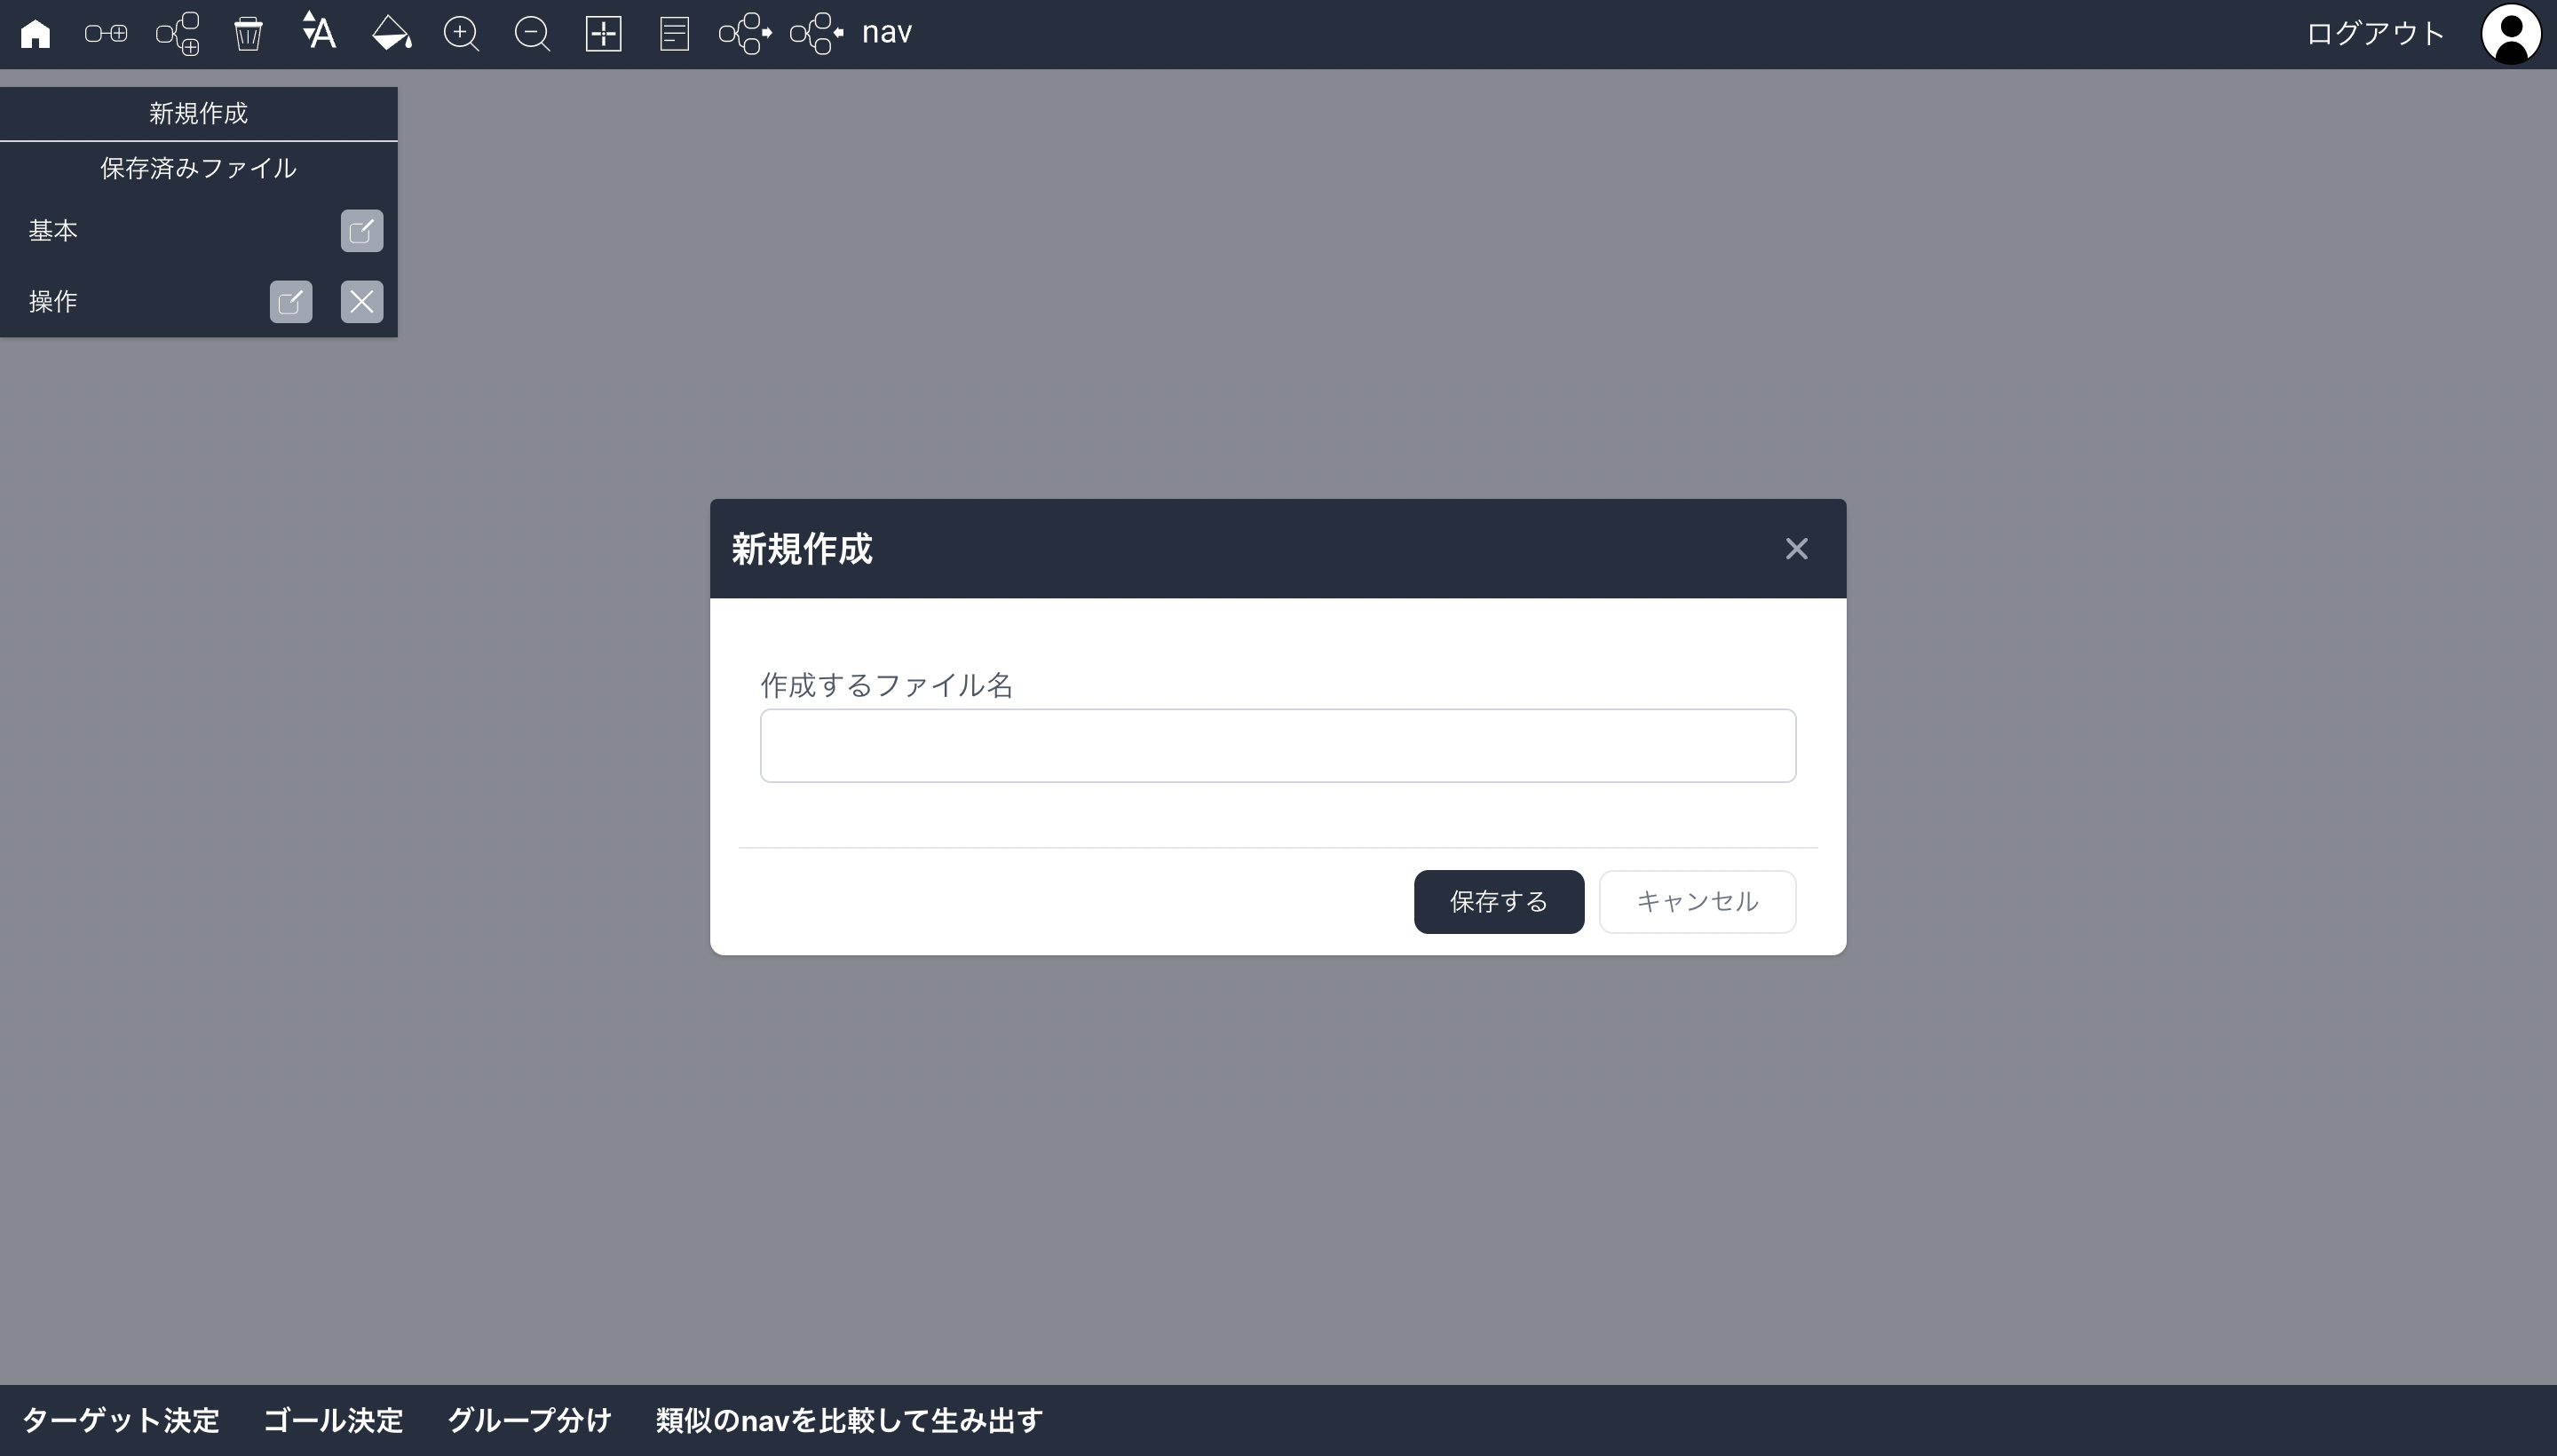 nav
ログアウト
新規作成
保存済みファイル
基本
操作
新規作成
作成するファイル名
保存する
キャンセル
ターゲット決定 ゴール決定 グループ分け 類似のnavを比較して生み出す